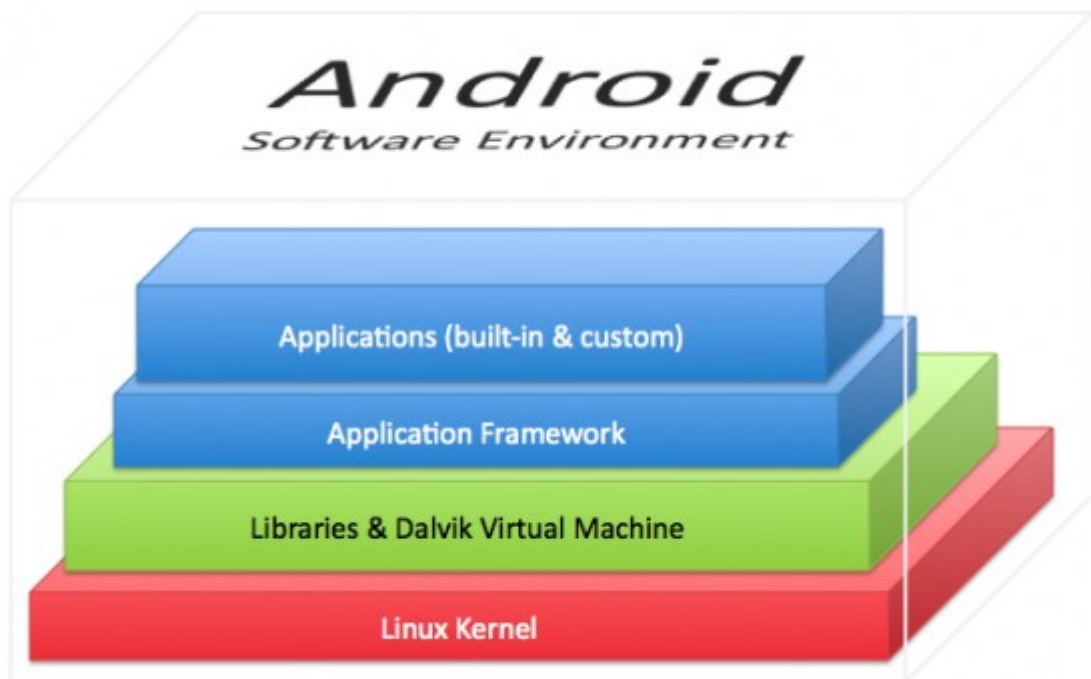 Android
Software Environment
Applications (built-in & custom)
Application Framework
Libraries & Dalvik Virtual Machine
Linux Kernel